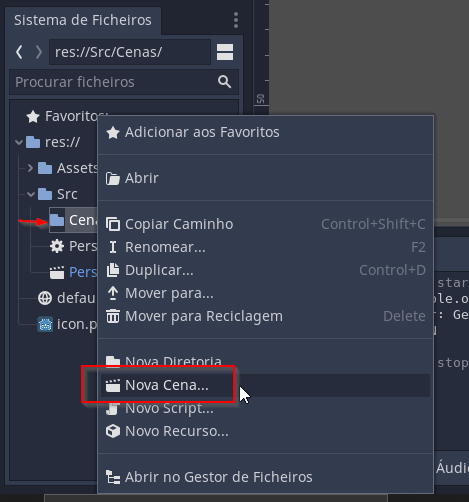 Sistema de Ficheiros
res://Src/Cenas/
Procurar ficheiros
50
Favoritos:
res://
Assets
Src
Cena
Pers
Pers
defau
icon.p
Adicionar aos Favoritos
Abrir
Copiar Caminho Control+Shift+C
Renomear... F2
Duplicar... Control+D
Mover para...
Mover para Reciclagem Delete
Nova Diretoria
Nova Cena...
Novo Script...
Novo Recurso...
Abrir no Gestor de Ficheiros
star
ple.o
r: Ge
stop
Áudi